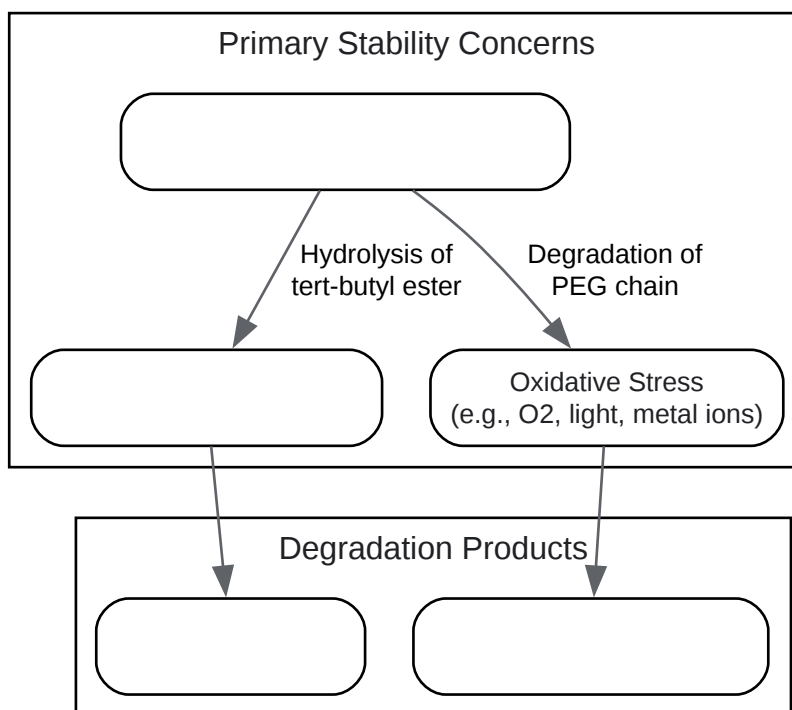 Primary Stability Concerns
Hydrolysis of
tert-butyl ester
Degradation of
PEG chain
Oxidative Stress
(e.g., O2, light, metal ions)
Degradation Products